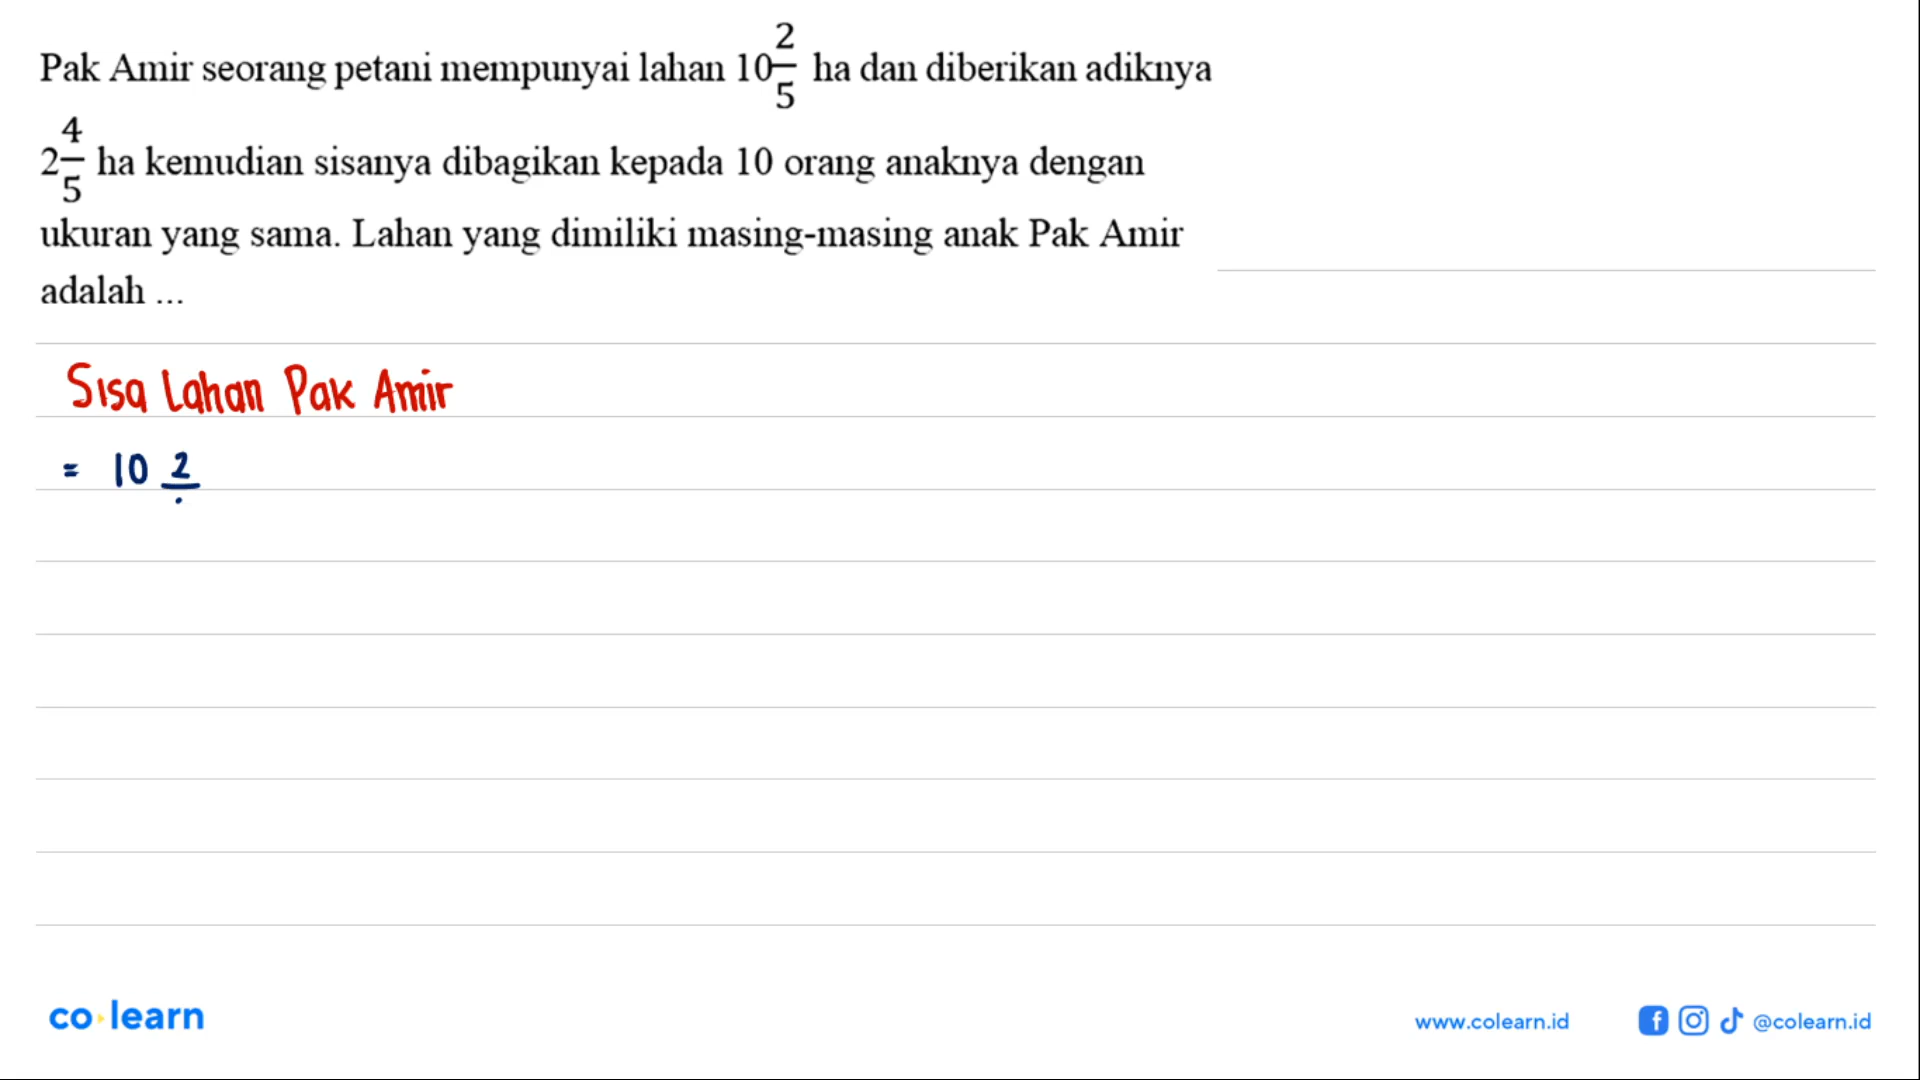 Pak Amir seorang petani mempunyai lahan 10 2/5 ha dan diberikan adiknya
2 4/5 ha kemudian sisanya dibagikan kepada 10 orang anaknya dengan
ukuran yang sama. Lahan yang dimiliki masing-masing anak Pak Amir
adalah ...
Sisa Lahan Pak Amir
= 10 2
co learn
www.colearn.id
@colearn.id